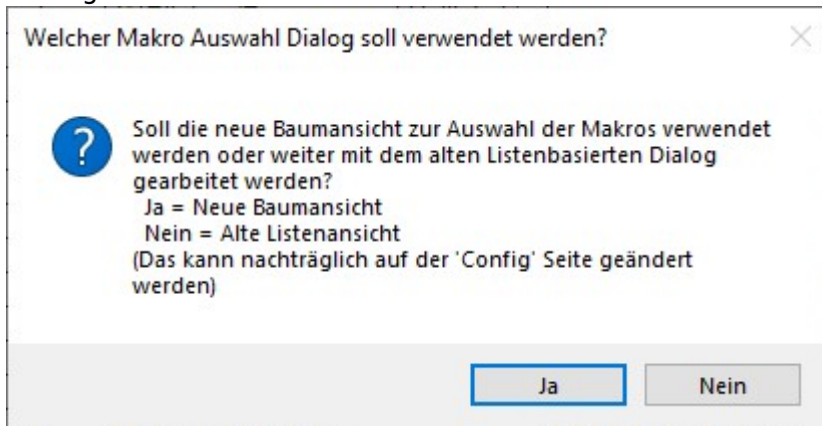 Welcher Makro Auswahl Dialog soll verwendet werden?
Soll die neue Baumansicht zur Auswahl der Makros verwendet
werden oder weiter mit dem alten Listenbasierten Dialog
gearbeitet werden?
Ja = Neue Baumansicht
Nein = Alte Listenansicht
(Das kann nachträglich auf der 'Config' Seite geändert
werden)
Ja
Nein